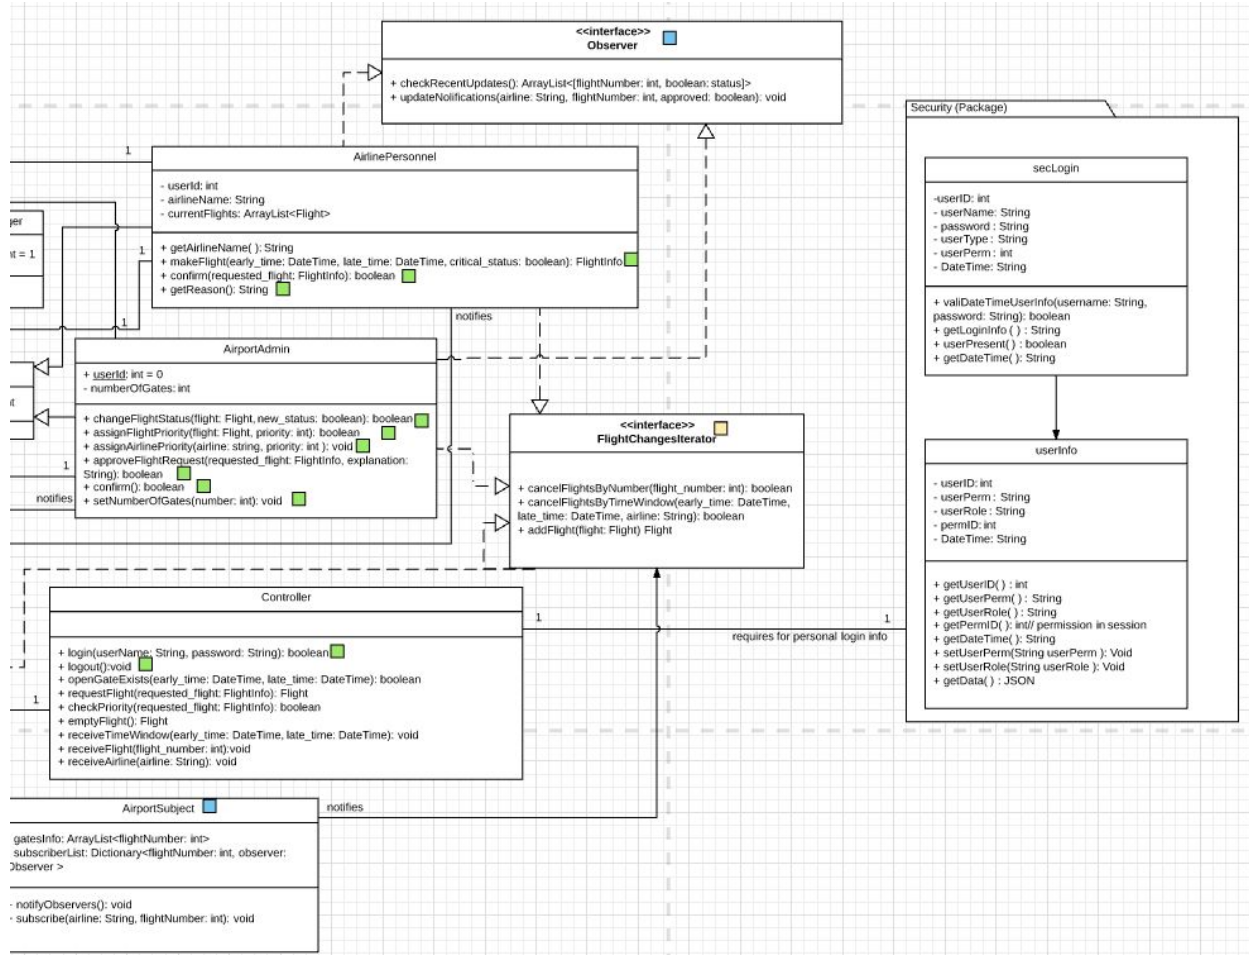 <<interface>>
Observer
+ checkRecentUpdates(): ArrayList<[flightNumber: int, boolean: status]>
+ updateNolifications(airline: String, flightNumber: int, approved: boolean): void
Security (Package)
secLogin
-userID: int
- userName: String
- password : String
- userType : String
- userPerm : int
- DateTime: String
+ valiDateTimeUserInfo(username: String,
password: String): boolean
+ getLoginInfo ( ) : String
+ userPresent( ) : boolean
+ getDateTime( ): String
userInfo
- userID: int
- userPerm : String
- userRole : String
- permID: int
- DateTime: String
+ getUserID( ) : int
+ getUserPerm( ) : String
+ getUserRole( ) : String
+ getPermID( ): int// permission in session
+ getDateTime( ): String
+ setUserPerm(String userPerm ): Void
+ setUserRole(String userRole ): Void
+ getData( ) : JSON
1
AirlinePersonnel
- userId: int
- airlineName: String
- currentFlights: ArrayList<Flight>
+ getAirlineName( ): String
+ makeFlight(early_time: DateTime, late_time: DateTime, critical_status: boolean): FlightInfo
+ confirm(requested_flight: FlightInfo): boolean
+ getReason(): String
ger
nt = 1
1
1
notifies
AirportAdmin
+ userId: int = 0
- numberOfGates: int
+ changeFlightStatus(flight: Flight, new_status: boolean): boolean
+ assignFlightPriority(flight: Flight, priority: int): boolean
+ assignAirlinePriority(airline: string, priority: int ): void
+ approveFlightRequest(requested_flight: FlightInfo, explanation:
String): boolean
+ confirm(): boolean
+ setNumberOfGates(number: int): void
nt
1
notifies
<<interface>>
FlightChangesIterator
+ cancelFlightsByNumber(flight_number: int): boolean
+ cancelFlightsByTimeWindow(early_time: DateTime,
late_time: DateTime, airline: String): boolean
+ addFlight(flight: Flight) Flight
Controller
+ login(userName: String, password: String): boolean
+ logout():void
+ openGateExists(early_time: DateTime, late_time: DateTime): boolean
+ requestFlight(requested_flight: FlightInfo): Flight
+ checkPriority(requested_flight: FlightInfo): boolean
+ emptyFlight(): Flight
+ receiveTimeWindow(early_time: DateTime, late_time: DateTime): void
+ receiveFlight(flight_number: int):void
+ receiveAirline(airline: String): void
1
1
requires for personal login info
1
AirportSubject
gatesInfo: ArrayList<flightNumber: int>
subscriberList: Dictionary<flightNumber: int, observer:
Observer >
- notifyObservers(): void
- subscribe(airline: String, flightNumber: int): void
notifies